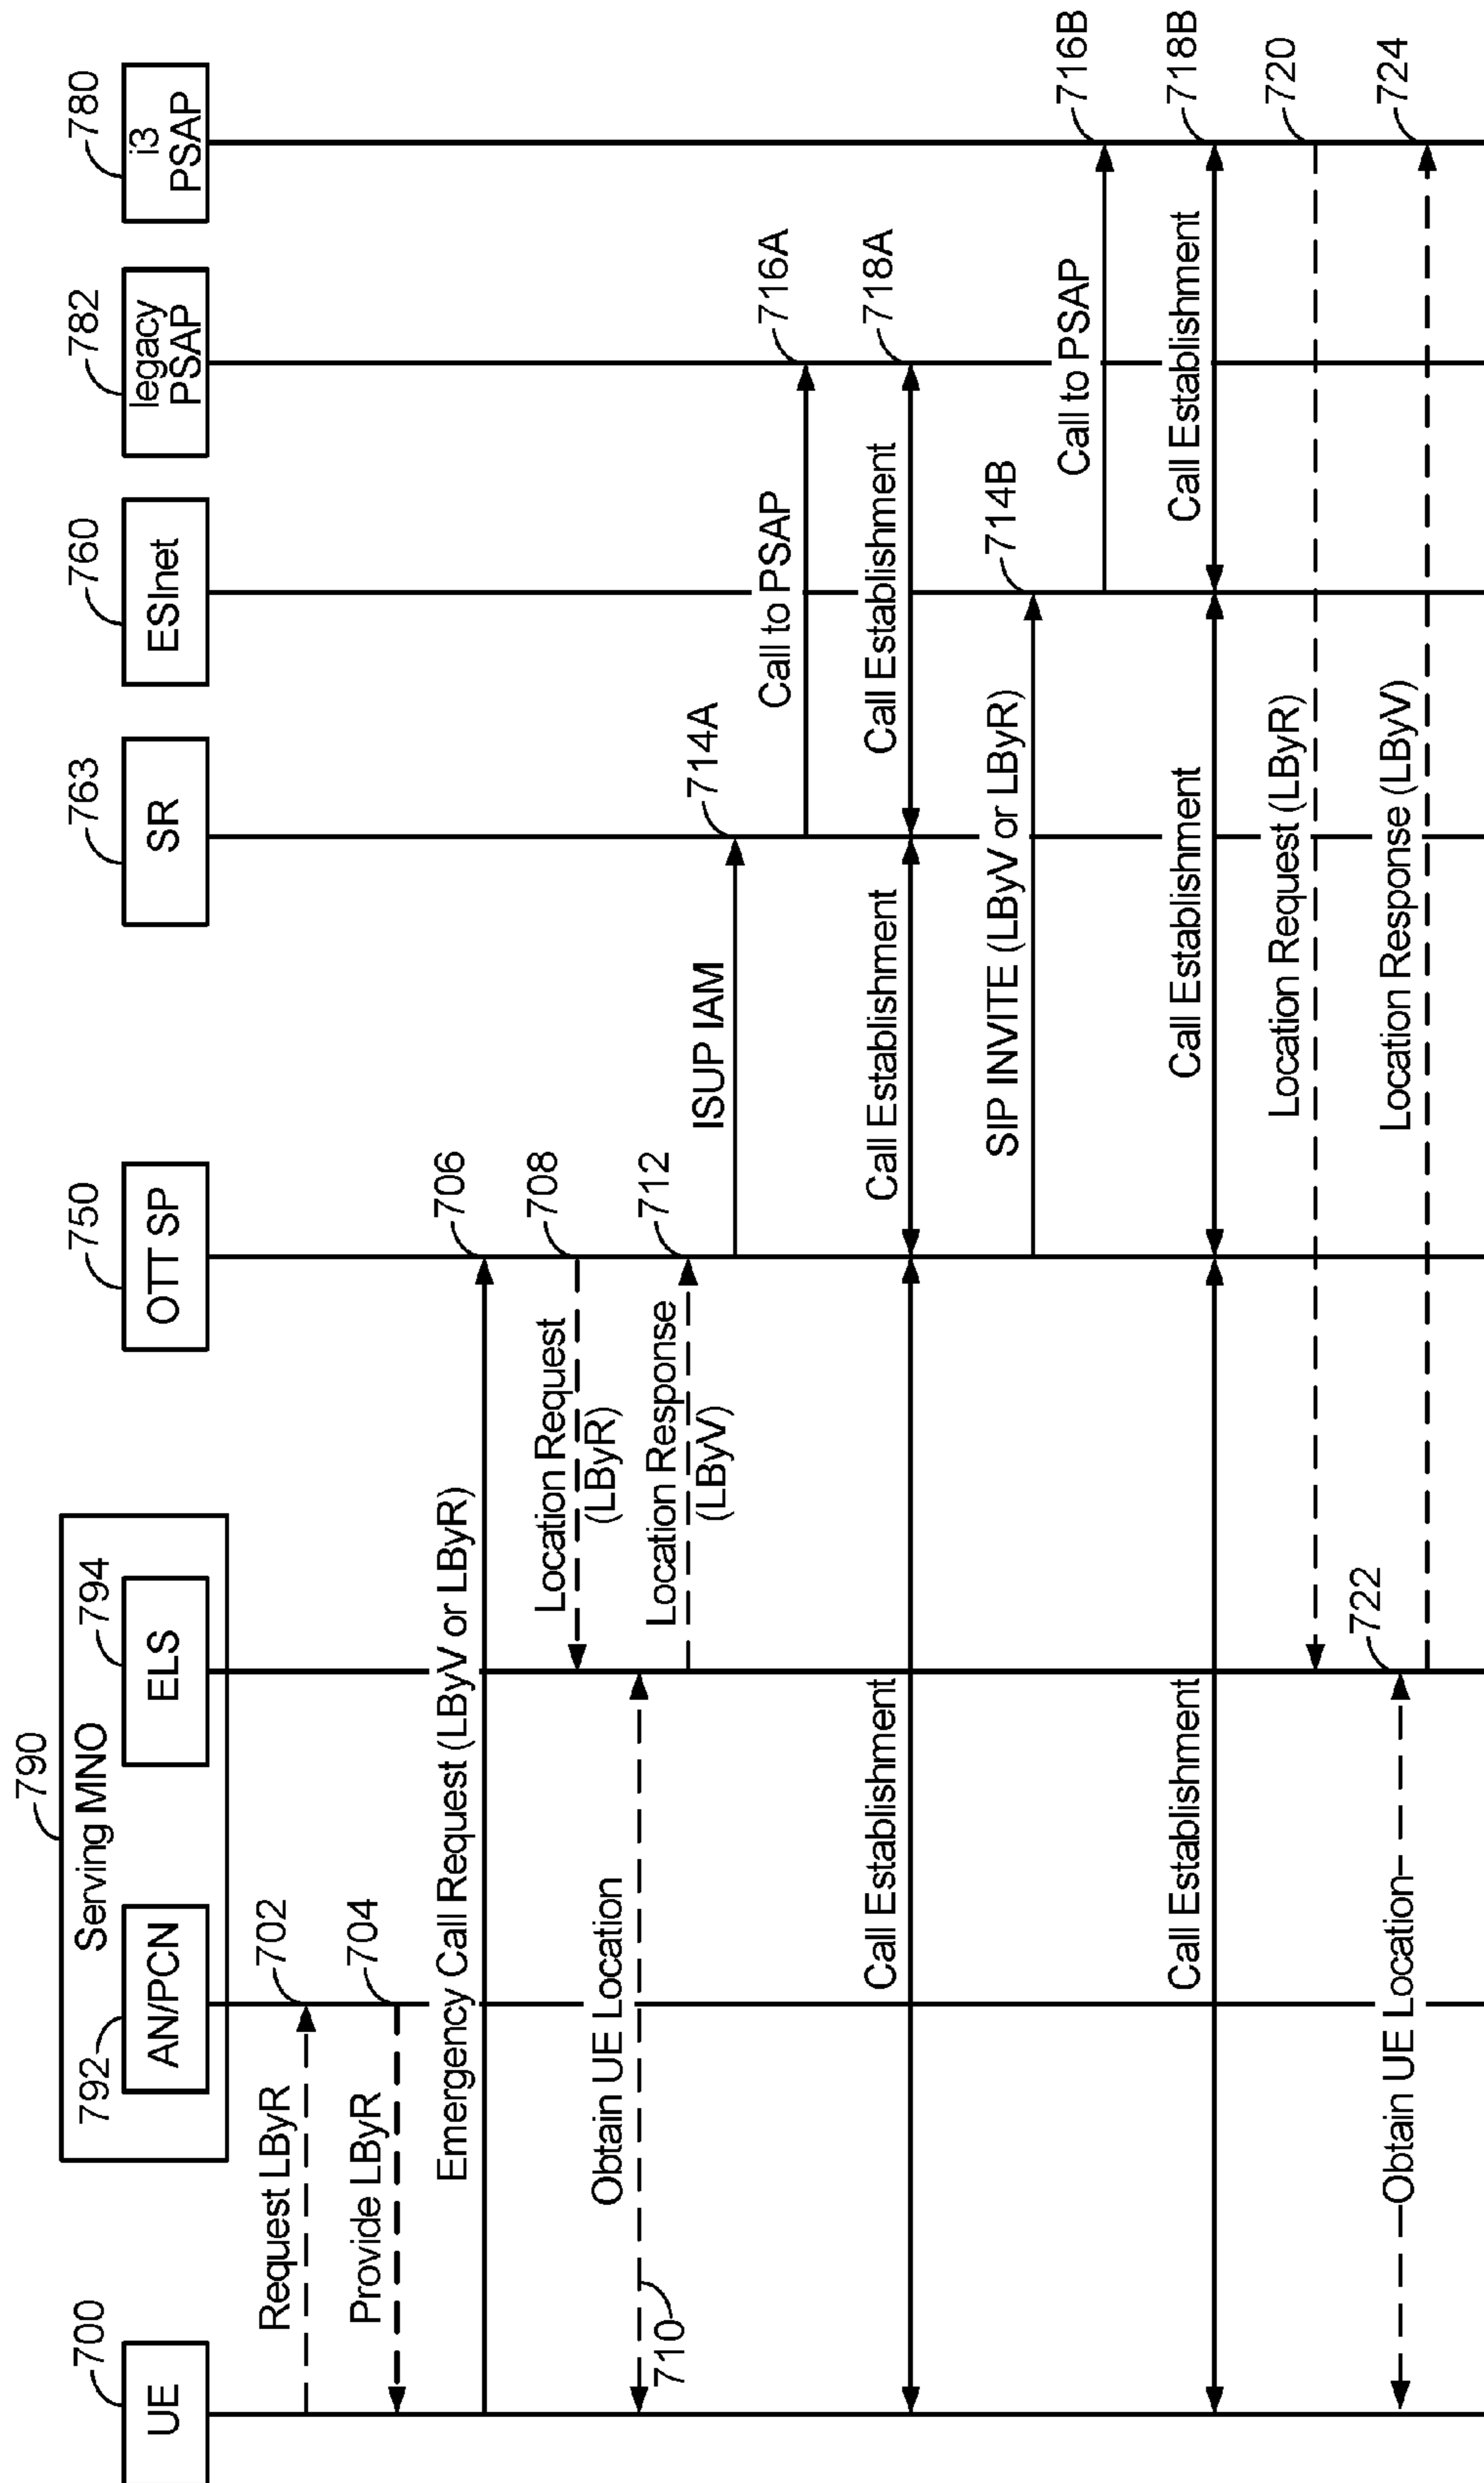 790
Serving MNO
700
UE
792
AN/PCN
794
ELS
750
OTT SP
763
SR
760
ESInet
782
legacy
PSAP
780
i3
PSAP
Request LByR
702
Provide LByR
704
Emergency Call Request (LByV or LByR)
706
Location Request
(LByR)
708
Obtain UE Location
710
Location Response
(LByV)
712
ISUP IAM
714A
Call to PSAP
716A
Call Establishment
Call Establishment
Call Establishment
718A
SIP INVITE (LByV or LByR)
714B
Call to PSAP
716B
Call Establishment
Call Establishment
Call Establishment
718B
Location Request (LByR)
720
Obtain UE Location
722
Location Response (LByV)
724